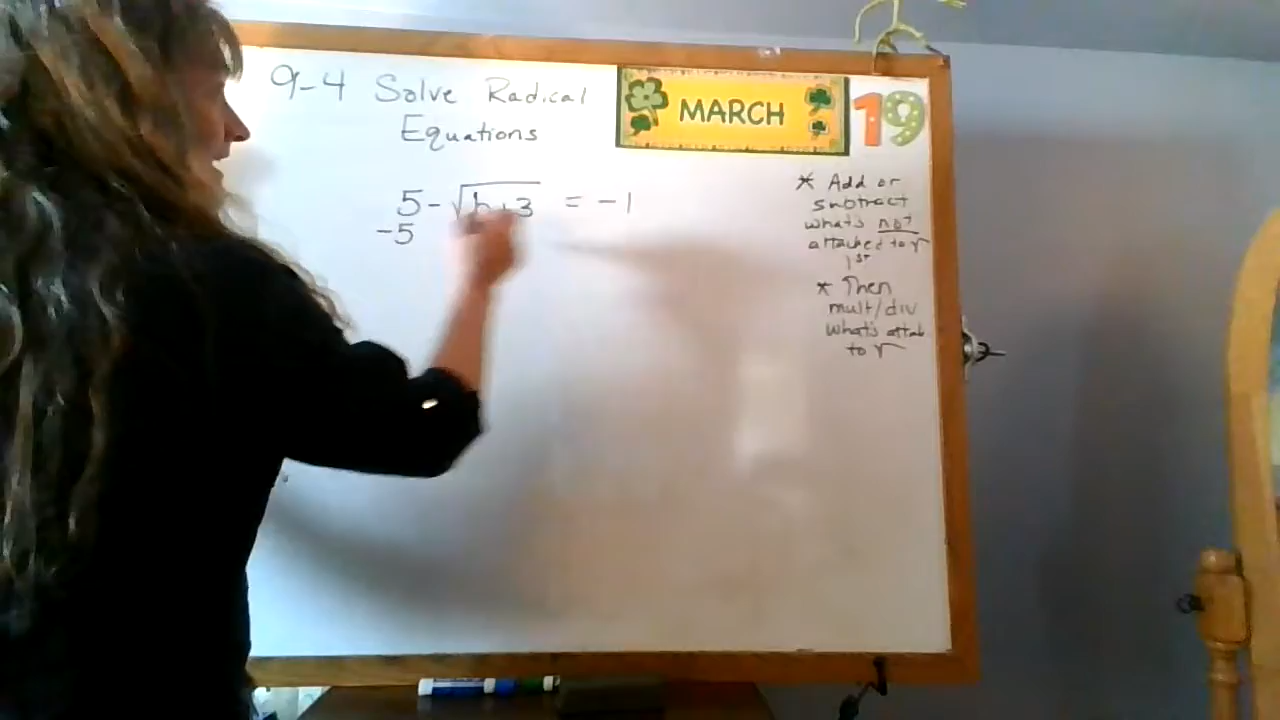 9-4 Solve Radical
Equations
MARCH 19
5 - √b+3 = -1
-5
* Add or
subtract
what's not
attached to √
1st
* Then
mult/div
what's attah
to √